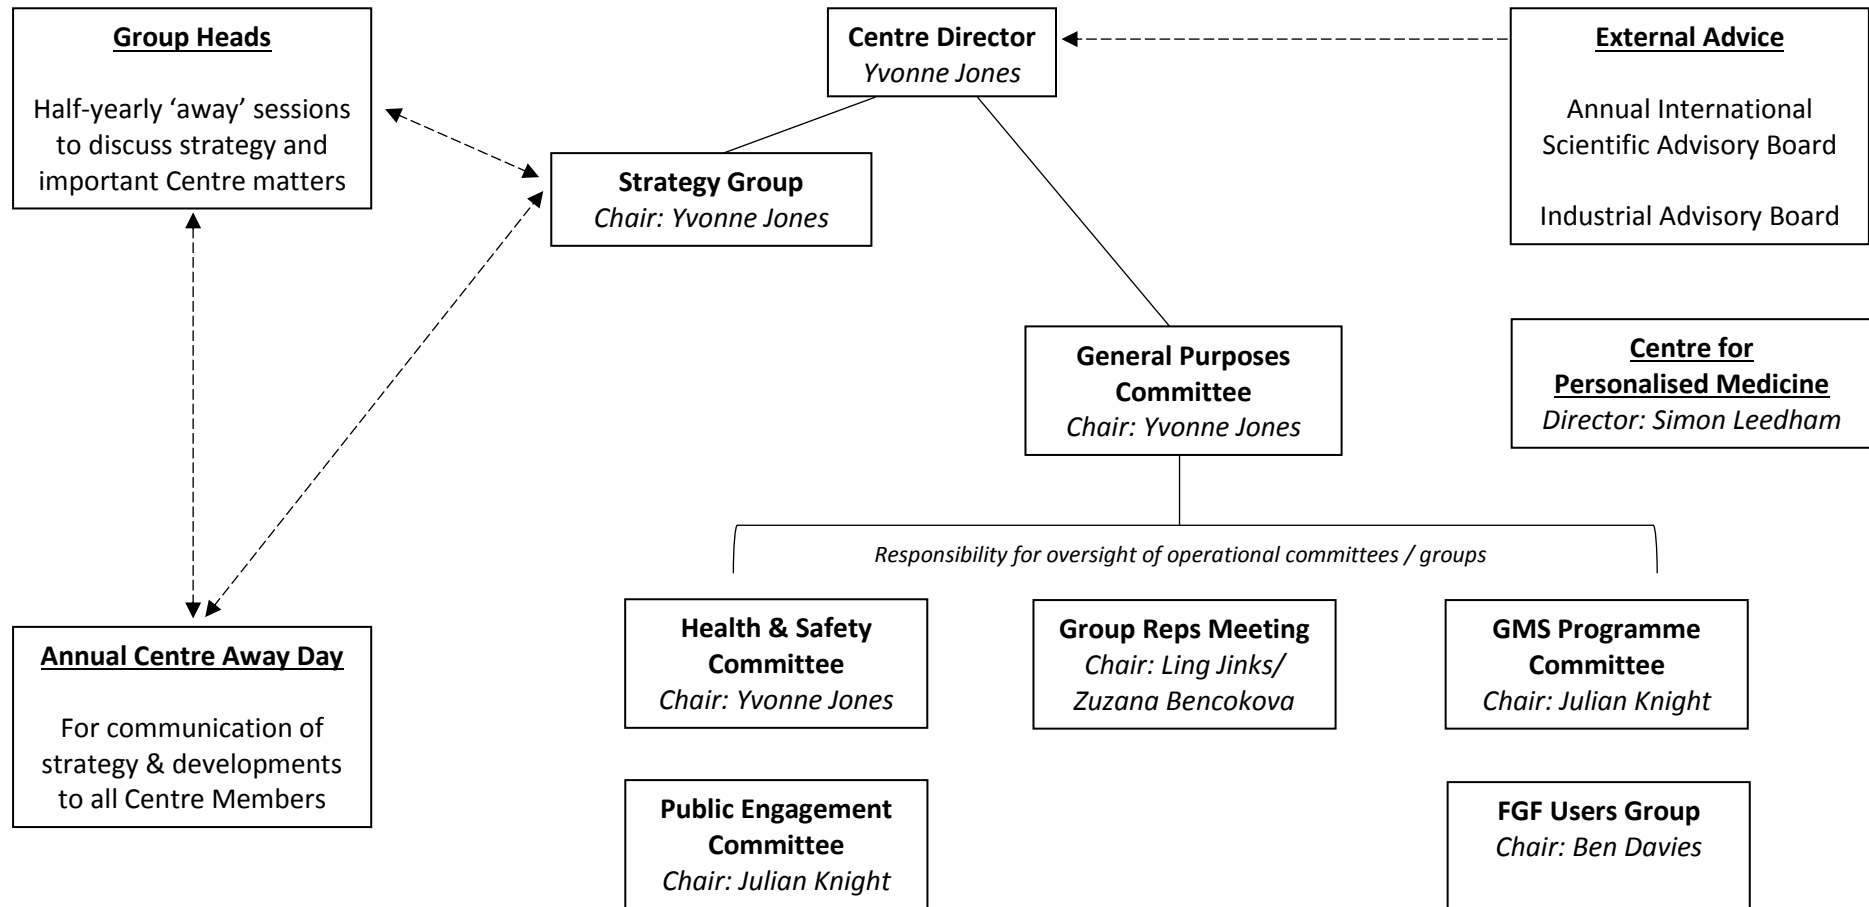 Group Heads
Half-yearly ‘away’ sessions
to discuss strategy and
important Centre matters
Centre Director
Yvonne Jones
External Advice
Annual International
Scientific Advisory Board
Industrial Advisory Board
Strategy Group
Chair: Yvonne Jones
General Purposes
Committee
Chair: Yvonne Jones
Centre for
Personalised Medicine
Director: Simon Leedham
Responsibility for oversight of operational committees / groups
Annual Centre Away Day
For communication of
strategy & developments
to all Centre Members
Health & Safety
Committee
Chair: Yvonne Jones
Group Reps Meeting
Chair: Ling Jinks/
Zuzana Bencokova
GMS Programme
Committee
Chair: Julian Knight
Public Engagement
Committee
Chair: Julian Knight
FGF Users Group
Chair: Ben Davies